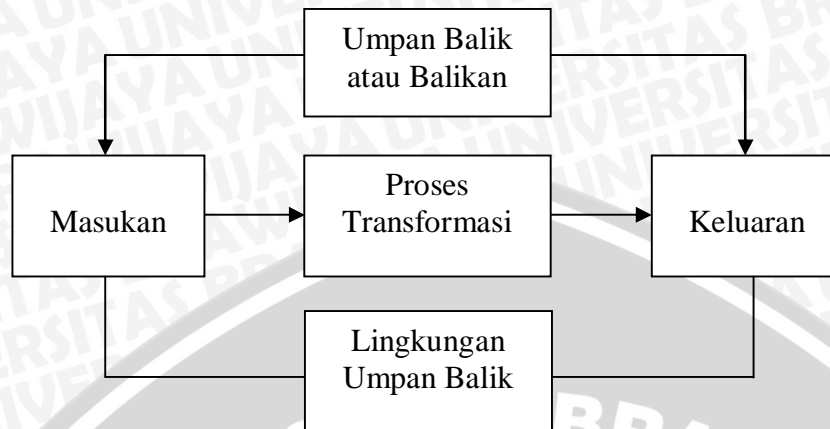 Umpan Balik
atau Balikan
Masukan
Proses
Transformasi
Keluaran
Lingkungan
Umpan Balik